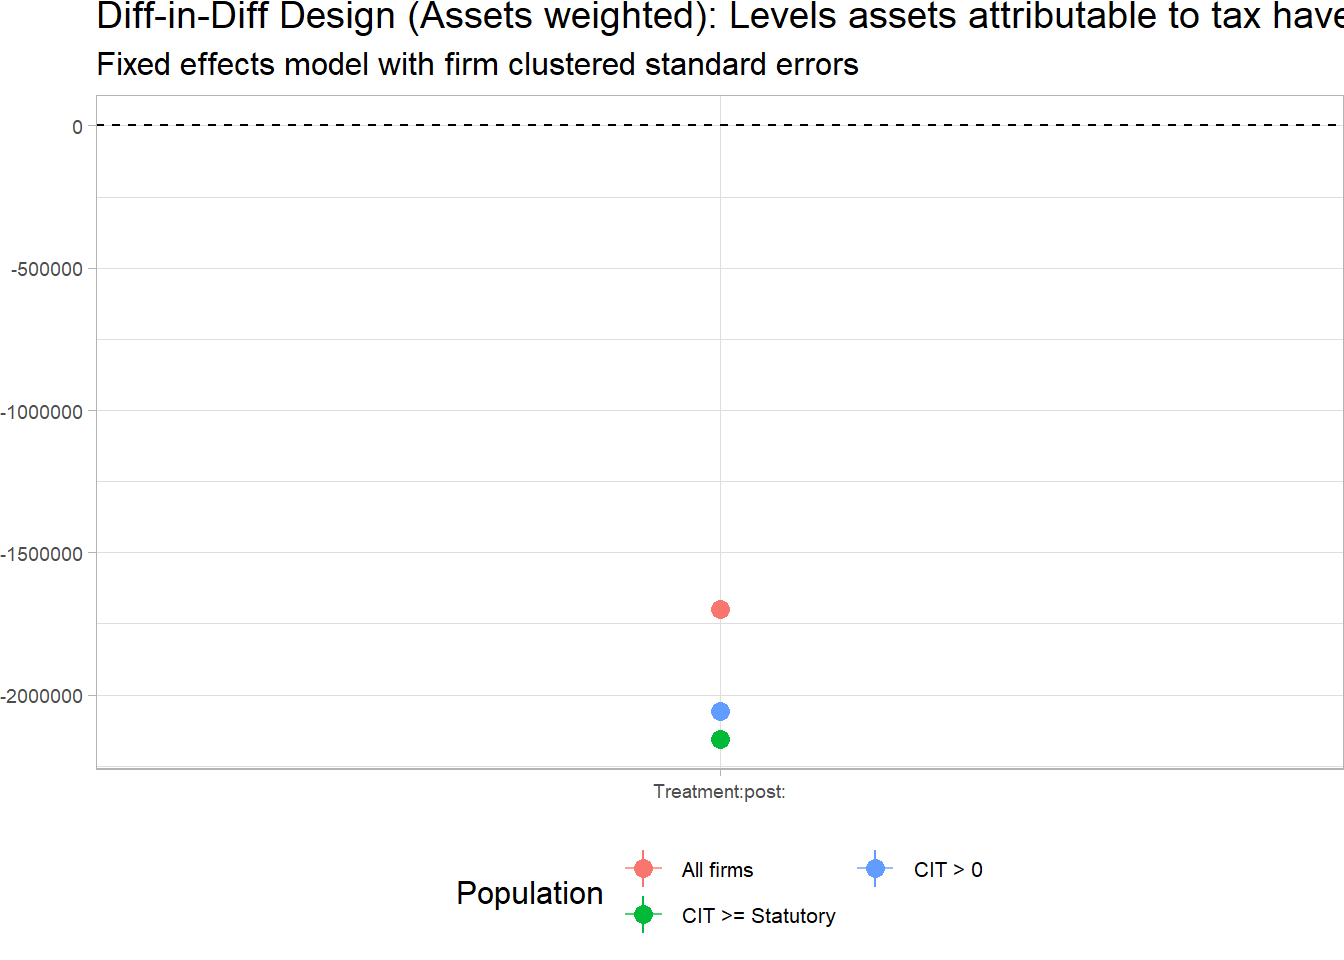 Diff-in-Diff Design (Assets weighted): Levels assets attributable to tax have
Fixed effects model with firm clustered standard errors
0
-500000
-1000000
-1500000
-2000000
Treatment:post:
Population
All firms
CIT > 0
CIT >= Statutory